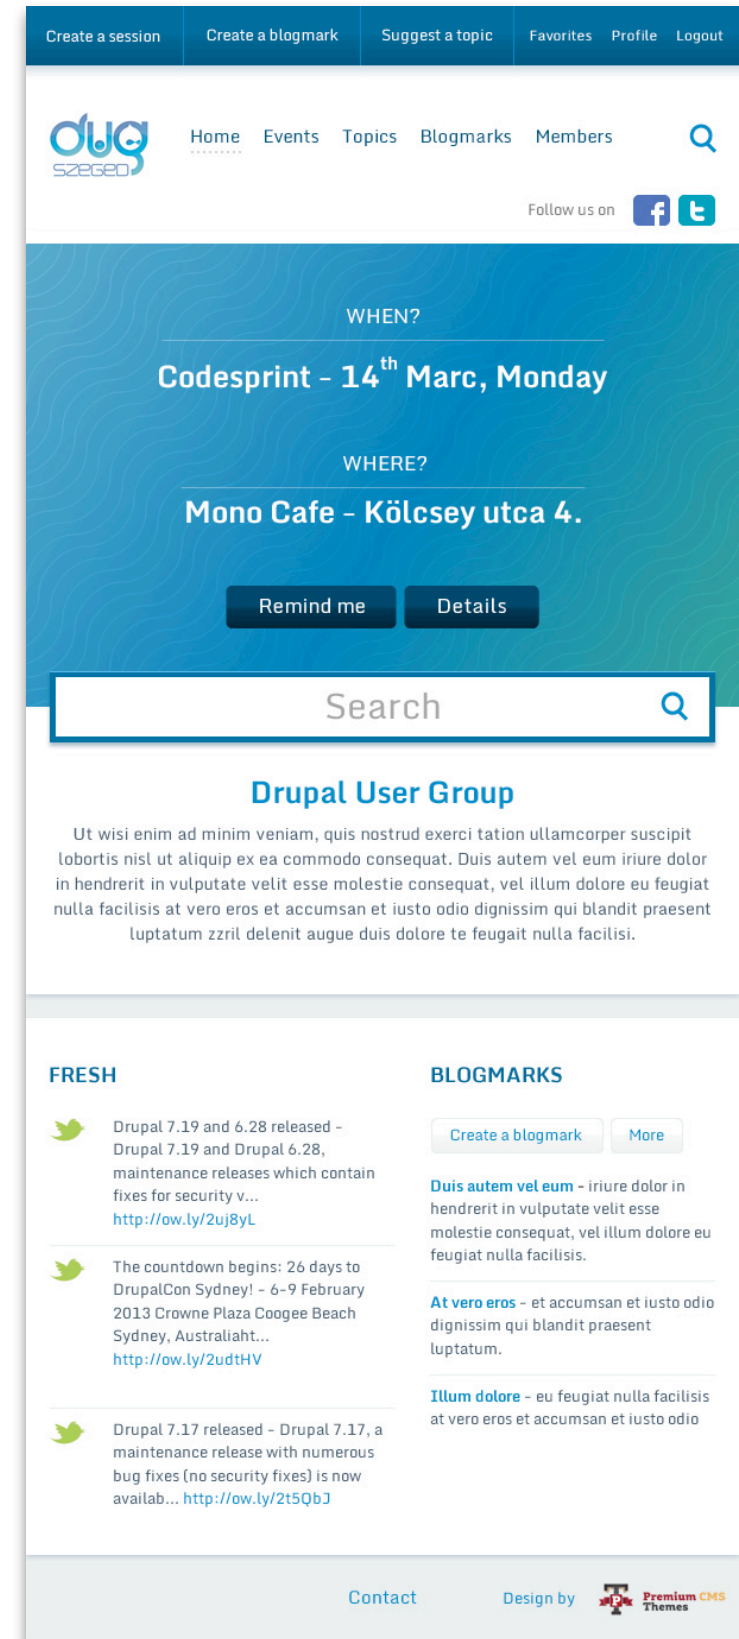 Create a session Create a blogmark Suggest a topic Favorites Profile Logout
dug
SZEGED
Home Events Topics Blogmarks Members
Follow us on f t
WHEN?
Codesprint - 14th Marc, Monday
WHERE?
Mono Cafe - Kölcsey utca 4.
Remind me Details
Search
Drupal User Group
Ut wisi enim ad minim veniam, quis nostrud exerci tation ullamcorper suscipit
lobortis nisl ut aliquip ex ea commodo consequat. Duis autem vel eum iriure dolor
in hendrerit in vulputate velit esse molestie consequat, vel illum dolore eu feugiat
nulla facilisis at vero eros et accumsan et iusto odio dignissim qui blandit praesent
luptatum zzril delenit augue duis dolore te feugait nulla facilisi.
FRESH
Drupal 7.19 and 6.28 released -
Drupal 7.19 and Drupal 6.28,
maintenance releases which contain
fixes for security v...
http://ow.ly/2uj8yL
The countdown begins: 26 days to
DrupalCon Sydney! - 6-9 February
2013 Crowne Plaza Coogee Beach
Sydney, Australiaht...
http://ow.ly/2udtHV
Drupal 7.17 released - Drupal 7.17, a
maintenance release with numerous
bug fixes (no security fixes) is now
availab... http://ow.ly/2t5QbJ
BLOGMARKS
Create a blogmark More
Duis autem vel eum - iriure dolor in
hendrerit in vulputate velit esse
molestie consequat, vel illum dolore eu
feugiat nulla facilisis.
At vero eros - et accumsan et iusto odio
dignissim qui blandit praesent
luptatum.
Illum dolore - eu feugiat nulla facilisis
at vero eros et accumsan et iusto odio
Contact Design by TP Premium CMS
Themes